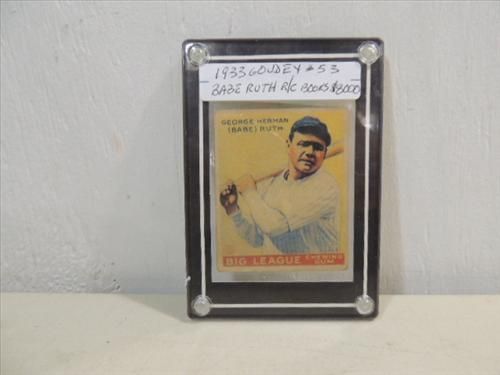 1933 GOUDEY #53
BABE RUTH R/C BOOKS $8000
GEORGE HERMAN
(BABE) RUTH
BIG LEAGUE CHEWING GUM